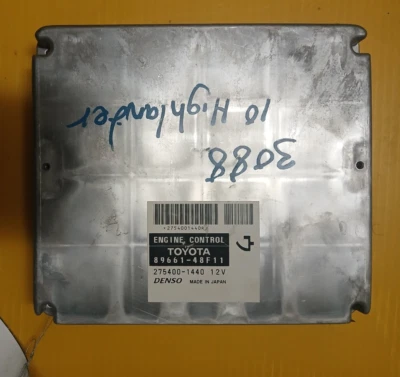 10 Highlander
3088
ENGINE CONTROL
TOYOTA
89661-48F11
275400-1440 12V
DENSO MADE IN JAPAN